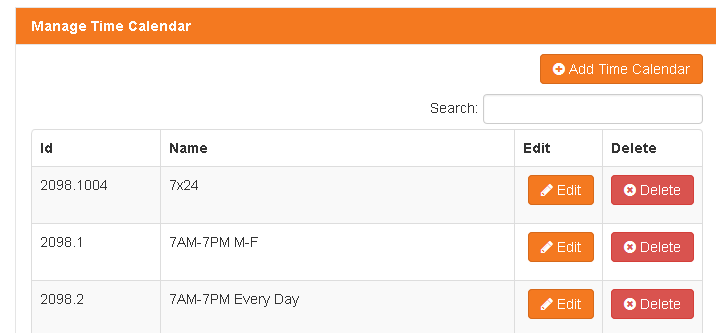 Manage Time Calendar
Add Time Calendar
Search:
Id Name Edit Delete
2098.1004 7x24 Edit Delete
2098.1 7AM-7PM M-F Edit Delete
2098.2 7AM-7PM Every Day Edit Delete